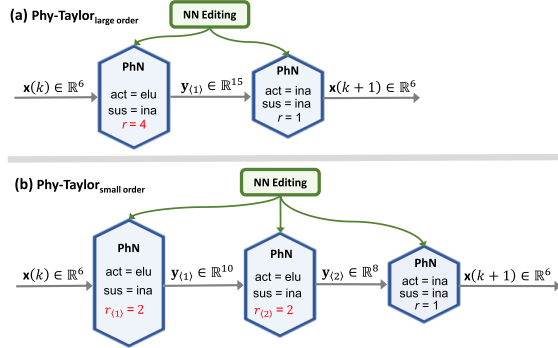 (a) Phy-Taylor_large order
NN Editing
x(k) ∈ ℝ⁶
PhN
act = elu
sus = ina
r = 4
y⟨1⟩ ∈ ℝ¹⁵
PhN
act = ina
sus = ina
r = 1
x(k + 1) ∈ ℝ⁶
(b) Phy-Taylor_small order
NN Editing
x(k) ∈ ℝ⁶
PhN
act = elu
sus = ina
r⟨1⟩ = 2
y⟨1⟩ ∈ ℝ¹⁰
PhN
act = elu
sus = ina
r⟨2⟩ = 2
y⟨2⟩ ∈ ℝ⁸
PhN
act = ina
sus = ina
r = 1
x(k + 1) ∈ ℝ⁶